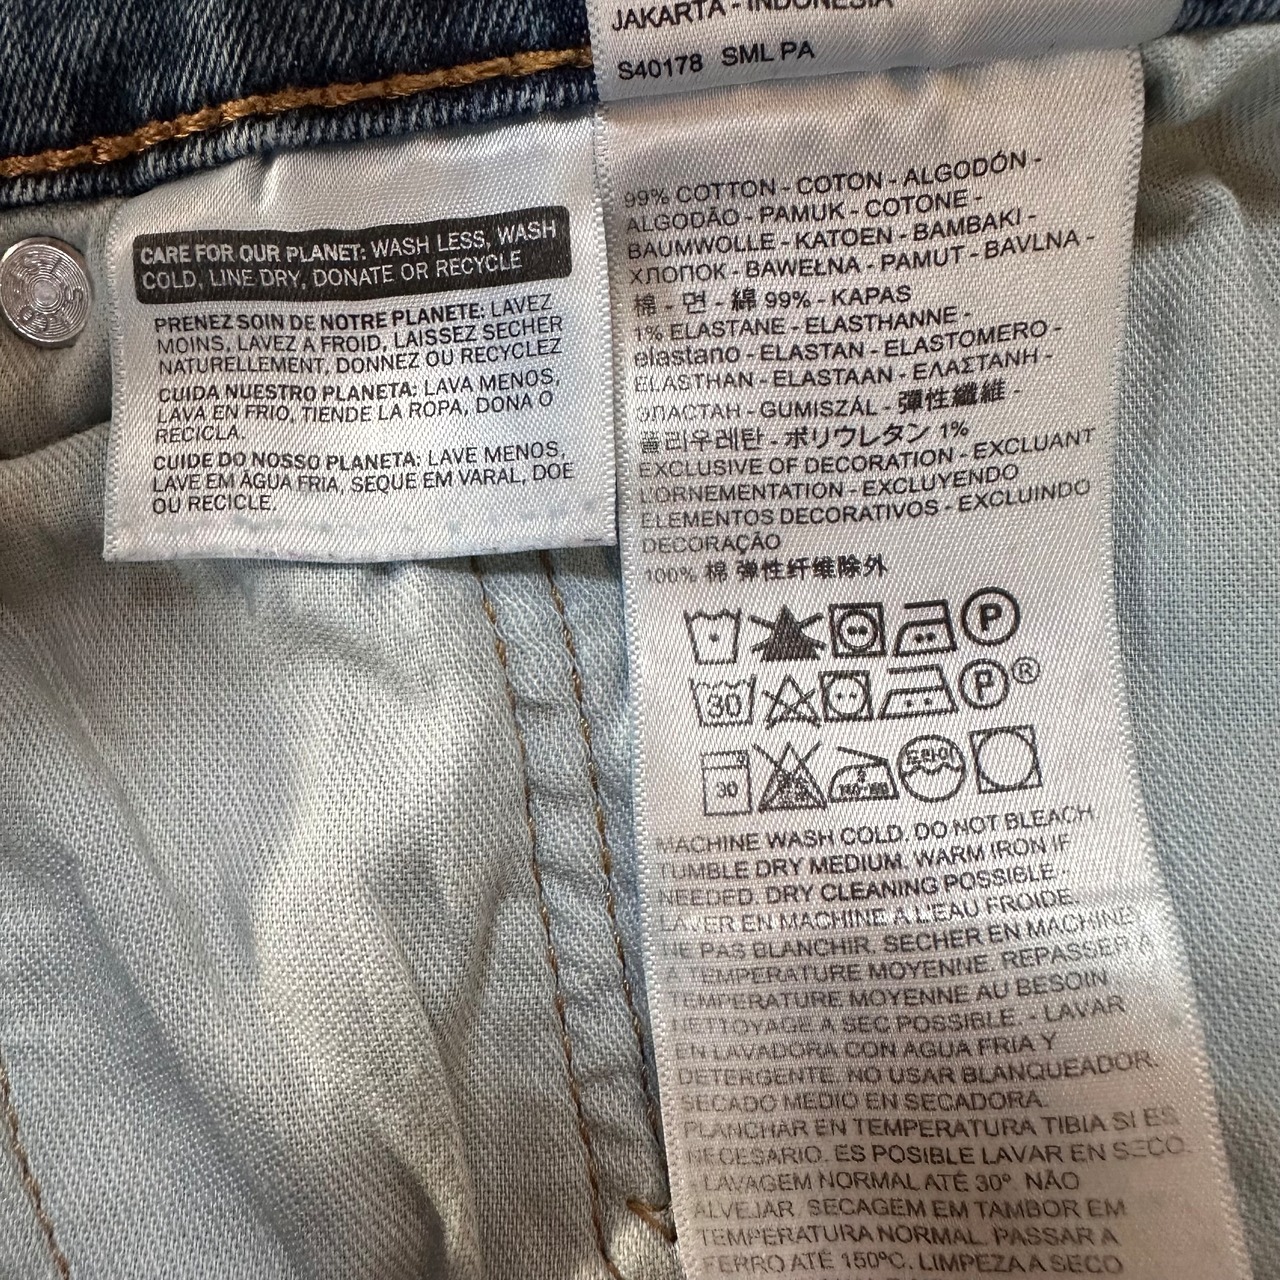 JAKARTA - INDONESIA
S40178 SML PA
CARE FOR OUR PLANET: WASH LESS, WASH
COLD, LINE DRY, DONATE OR RECYCLE
PRENEZ SOIN DE NOTRE PLANETE: LAVEZ
MOINS, LAVEZ A FROID, LAISSEZ SECHER
NATURELLEMENT, DONNEZ OU RECYCLEZ
CUIDA NUESTRO PLANETA: LAVA MENOS,
LAVA EN FRIO, TIENDE LA ROPA, DONA O
RECICLA.
CUIDE DO NOSSO PLANETA: LAVE MENOS,
LAVE EM ÁGUA FRIA, SEQUE EM VARAL, DOE
OU RECICLE.
99% COTTON - COTON - ALGODÓN -
ALGODÃO - PAMUK - COTONE -
BAUMWOLLE - KATOEN - BAMBAKI -
ХЛОПОК - BAWEŁNA - PAMUT - BAVLNA -
棉 - 면 - 綿 99% - KAPAS
1% ELASTANE - ELASTHANNE -
elastano - ELASTAN - ELASTOMERO -
ELASTHAN - ELASTAAN - ΕΛΑΣΤΑΝΗ -
ЭЛАСТАН - GUMISZÁL - 彈性纖維 -
폴리우레탄 - ポリウレタン 1%
EXCLUSIVE OF DECORATION - EXCLUANT
L'ORNEMENTATION - EXCLUYENDO
ELEMENTOS DECORATIVOS - EXCLUINDO
DECORAÇÃO
100% 棉 弹性纤维除外
P
30 P ®
30 2 140-160 드라이
MACHINE WASH COLD. DO NOT BLEACH.
TUMBLE DRY MEDIUM. WARM IRON IF
NEEDED. DRY CLEANING POSSIBLE -
LAVER EN MACHINE A L'EAU FROIDE.
NE PAS BLANCHIR. SECHER EN MACHINE
A TEMPERATURE MOYENNE. REPASSER A
TEMPERATURE MOYENNE AU BESOIN
NETTOYAGE A SEC POSSIBLE. - LAVAR
EN LAVADORA CON AGUA FRIA Y
DETERGENTE. NO USAR BLANQUEADOR.
SECADO MEDIO EN SECADORA.
PLANCHAR EN TEMPERATURA TIBIA SI ES
NECESARIO. ES POSIBLE LAVAR EN SECO.
- LAVAGEM NORMAL ATÉ 30º NÃO
ALVEJAR. SECAGEM EM TAMBOR EM
TEMPERATURA NORMAL. PASSAR A
FERRO ATÉ 150ºC. LIMPEZA A SECO